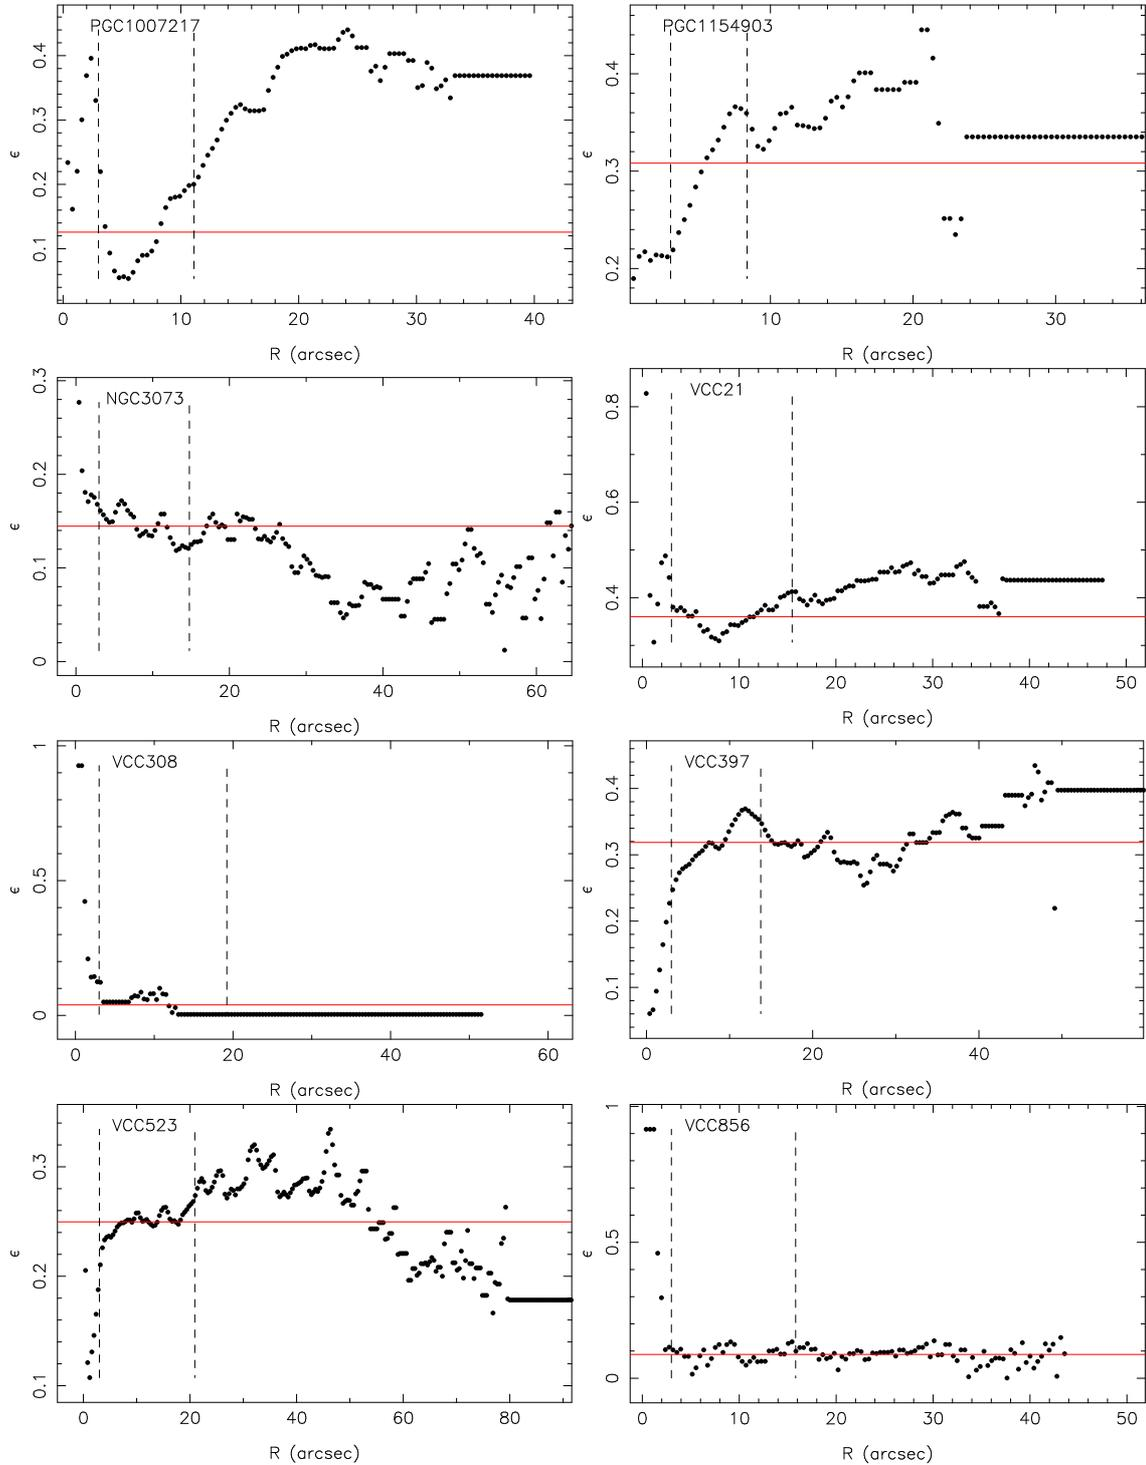 PGC1007217
ϵ
0.1 0.2 0.3 0.4
0 10 20 30 40
R (arcsec)
PGC1154903
ϵ
0.2 0.3 0.4
10 20 30
R (arcsec)
NGC3073
ϵ
0 0.1 0.2 0.3
0 20 40 60
R (arcsec)
VCC21
ϵ
0.4 0.6 0.8
0 10 20 30 40 50
R (arcsec)
VCC308
ϵ
0 0.5 1
0 20 40 60
R (arcsec)
VCC397
ϵ
0.1 0.2 0.3 0.4
0 20 40
R (arcsec)
VCC523
ϵ
0.1 0.2 0.3
0 20 40 60 80
R (arcsec)
VCC856
ϵ
0 0.5 1
0 10 20 30 40 50
R (arcsec)